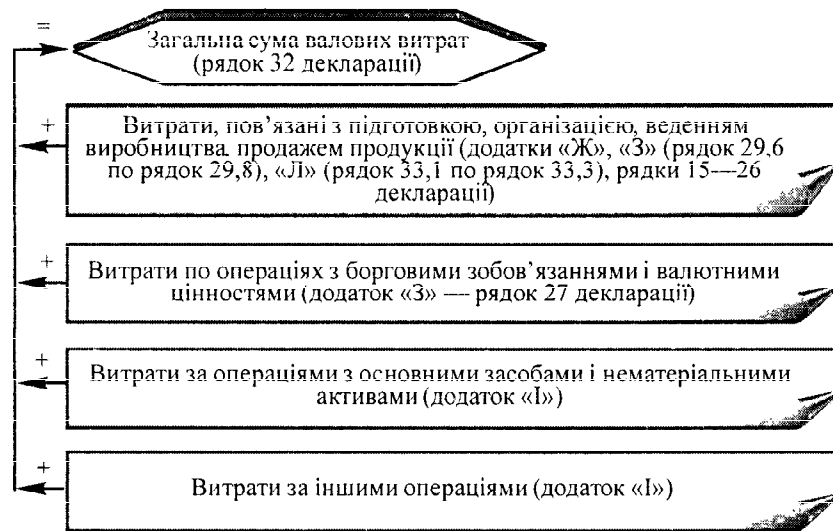 =
Загальна сума валових витрат
(рядок 32 декларації)
+
Витрати, пов’язані з підготовкою, організацією, веденням
виробництва, продажем продукції (додатки «Ж», «З» (рядок 29,6
по рядок 29,8), «Л» (рядок 33,1 по рядок 33,3), рядки 15—26
декларації)
+
Витрати по операціях з борговими зобов’язаннями і валютними
цінностями (додаток «З» — рядок 27 декларації)
+
Витрати за операціями з основними засобами і нематеріальними
активами (додаток «І»)
+
Витрати за іншими операціями (додаток «І»)